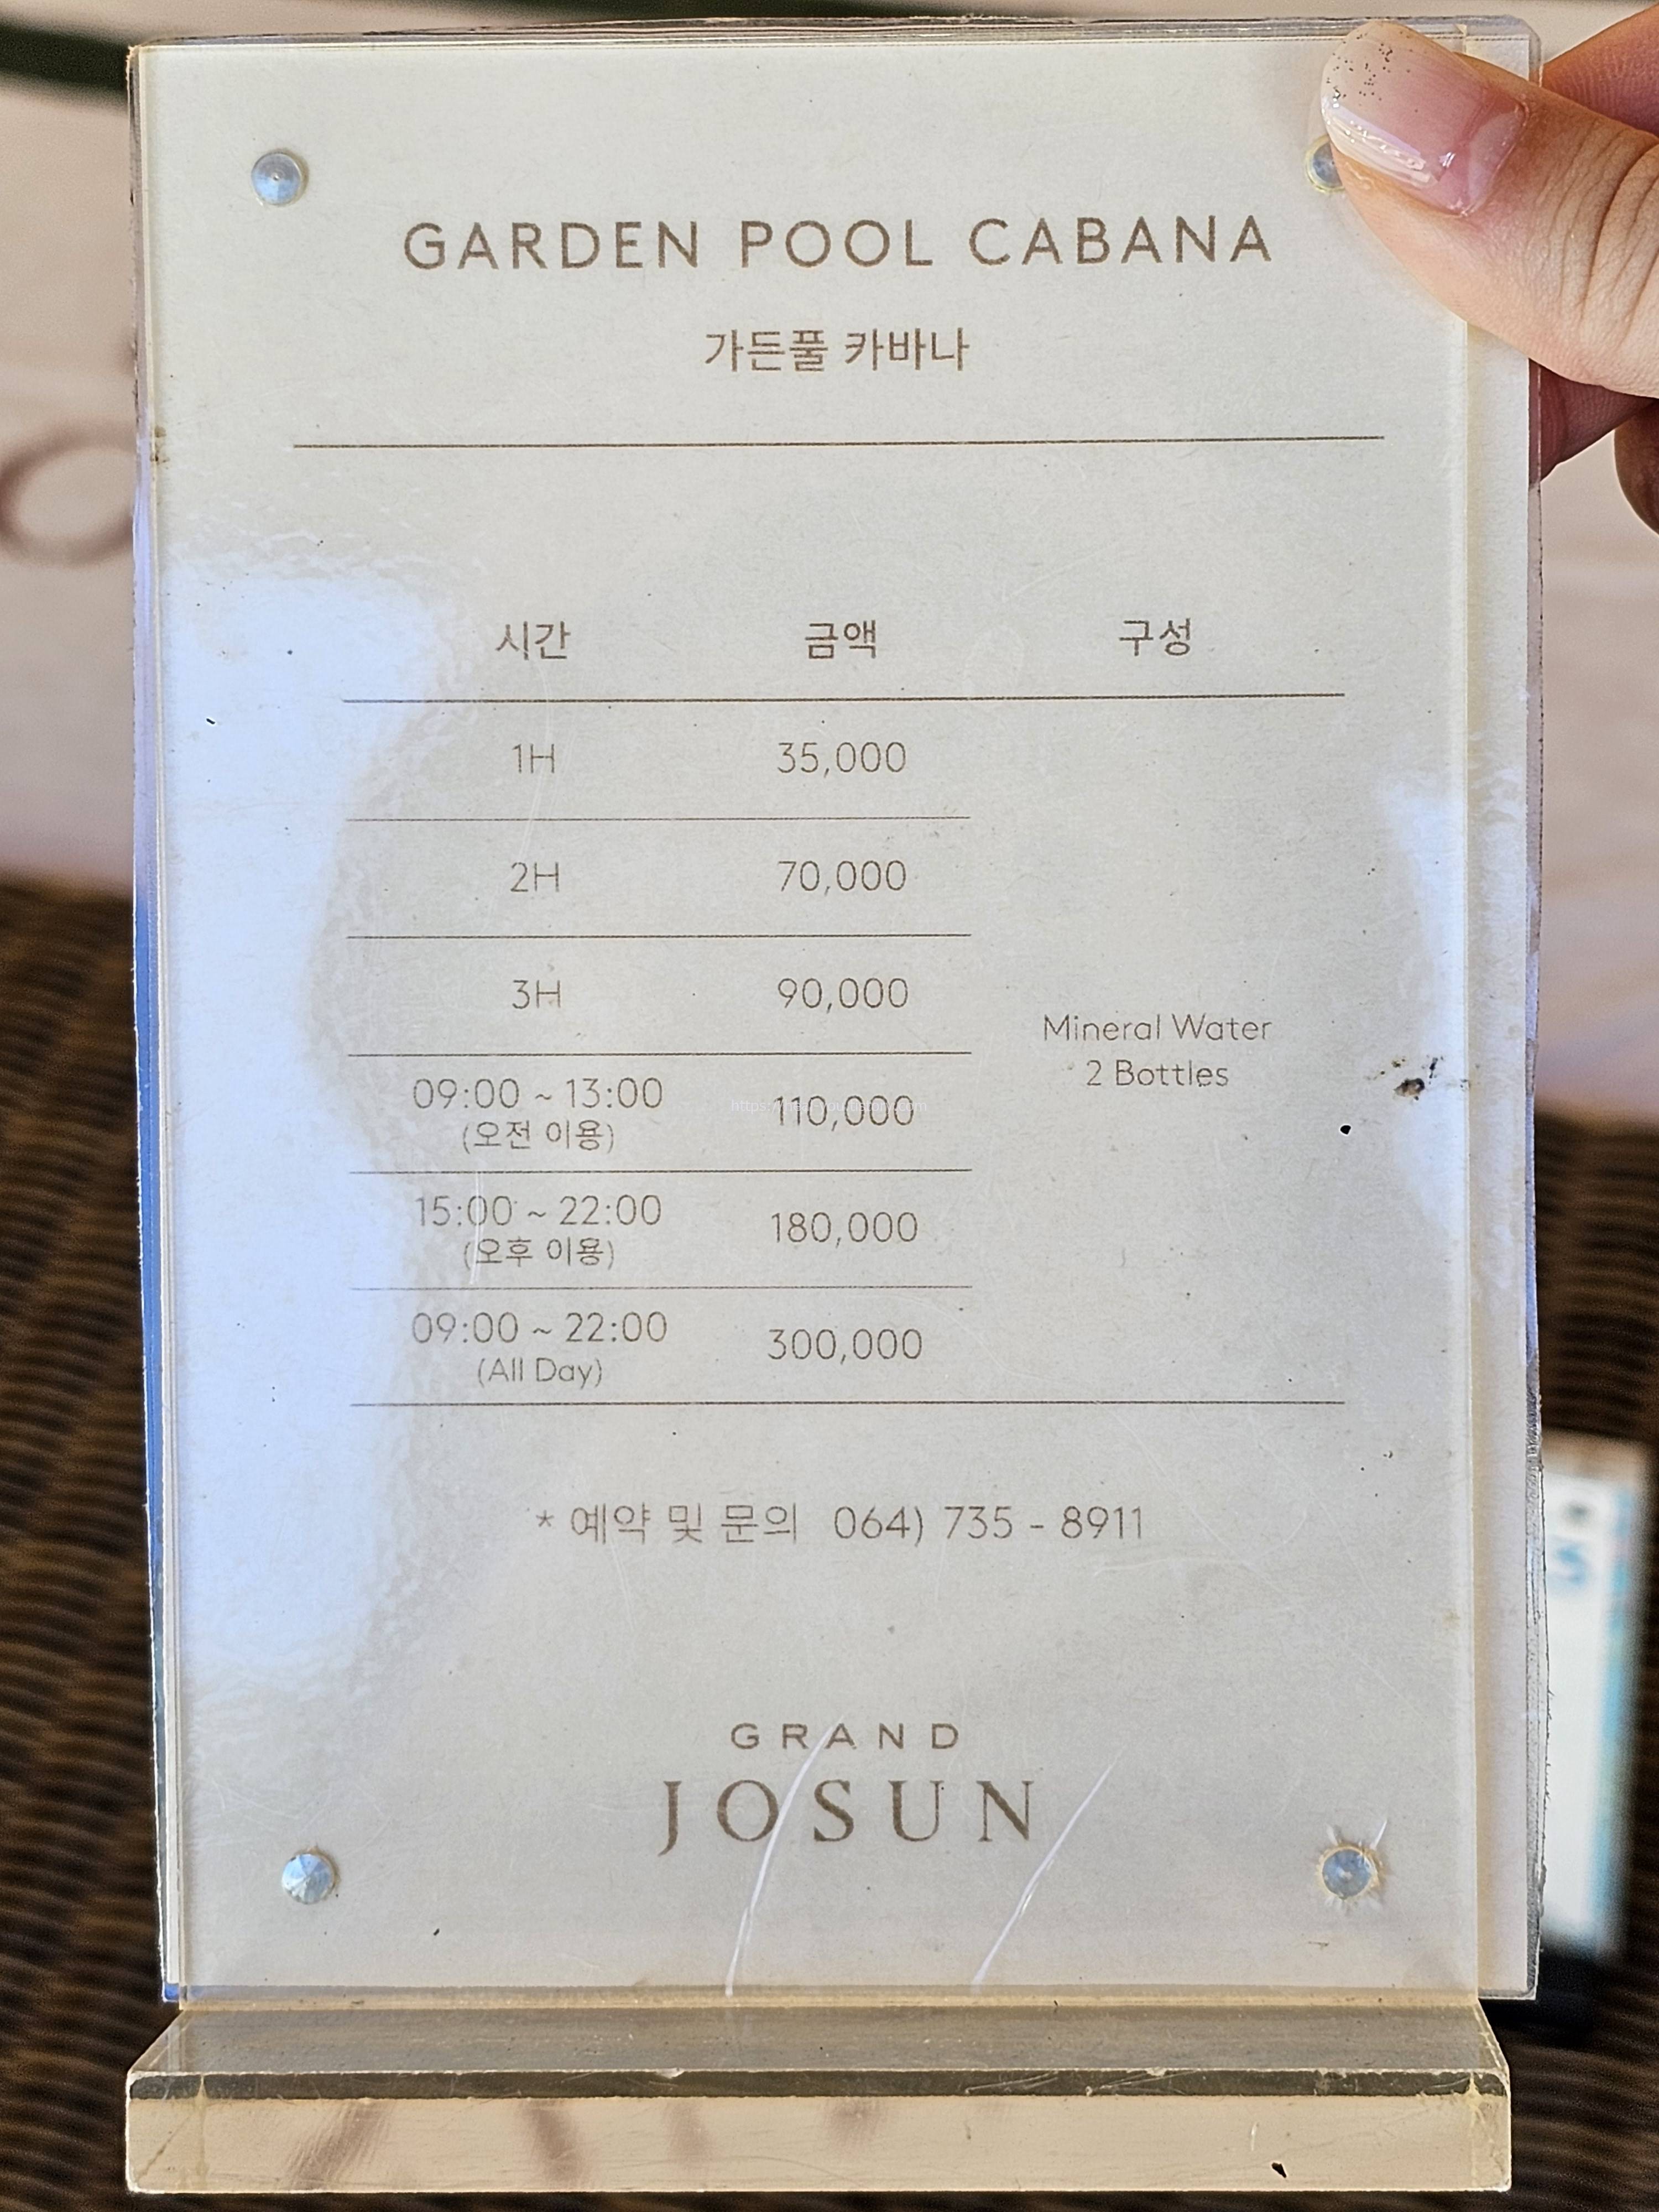 GARDEN POOL CABANA
가든풀 카바나
시간 금액 구성
1H 35,000
2H 70,000
3H 90,000
Mineral Water
2 Bottles
09:00 ~ 13:00
(오전 이용)
110,000
15:00 ~ 22:00
(오후 이용)
180,000
09:00 ~ 22:00
(All Day)
300,000
* 예약 및 문의 064) 735 - 8911
GRAND
JOSUN